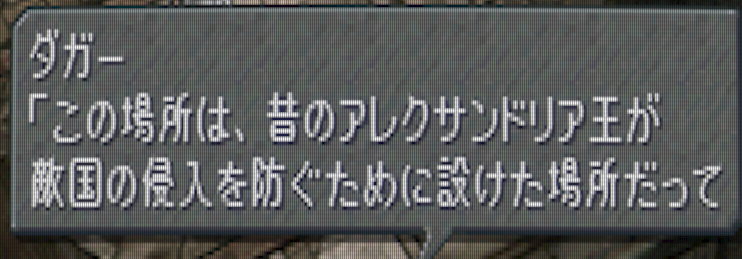 ダガー
「この場所は、昔のアレクサンドリア王が
敵国の侵入を防ぐために設けた場所だって